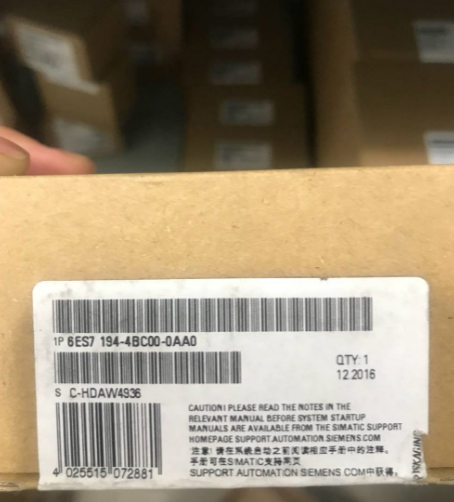 1P 6ES7 194-4BC00-0AA0
QTY: 1
12.2016
S C-HDAW4936
CAUTION! PLEASE READ THE NOTES IN THE
RELEVANT MANUAL BEFORE SYSTEM STARTUP
MANUALS ARE AVAILABLE FROM THE SIMATIC SUPPORT
HOMEPAGE SUPPORT.AUTOMATION.SIEMENS.COM
注意! 请在系统启动之前阅读相应手册中的注释。
手册可在SIMATIC支持网页
SUPPORT AUTOMATION SIEMENS COM中获得。
4 025515 072881